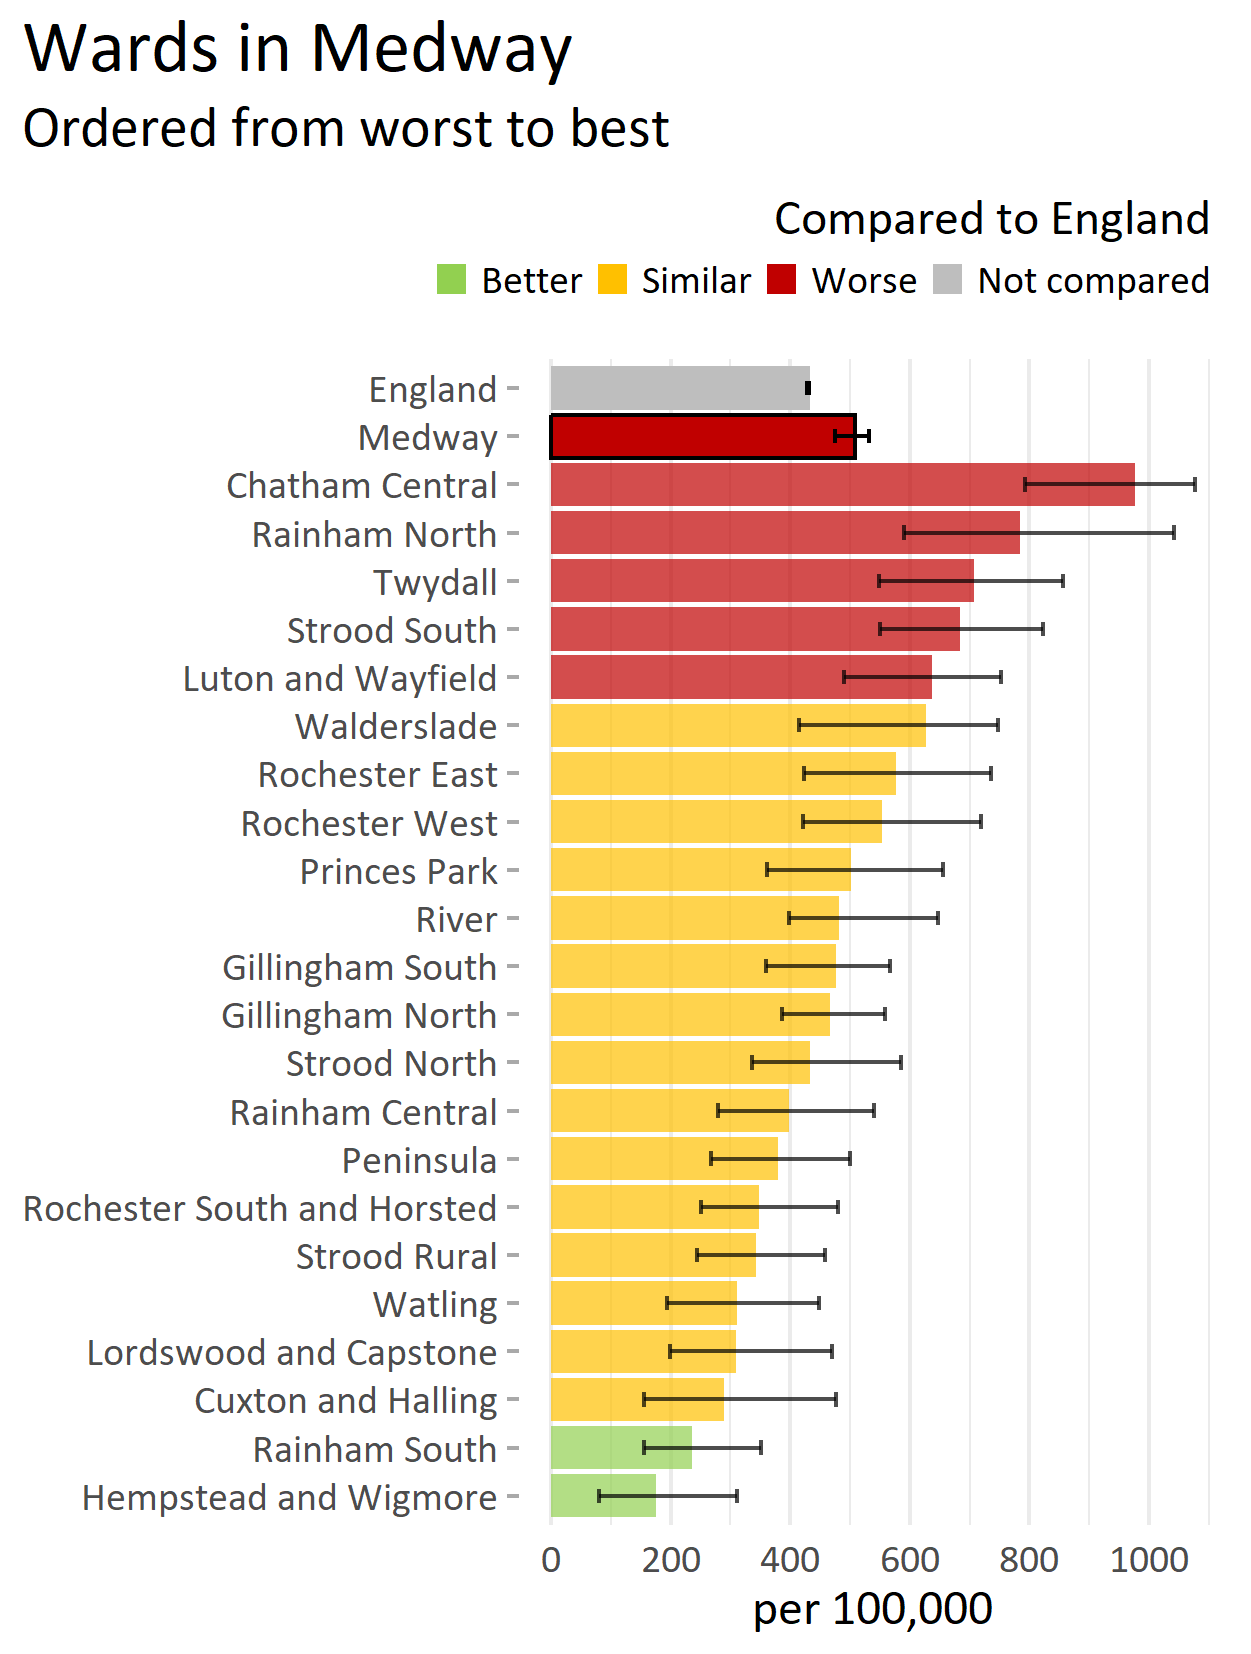 Wards in Medway
Ordered from worst to best
Compared to England
Better Similar Worse Not compared
England
Medway
Chatham Central
Rainham North
Twydall
Strood South
Luton and Wayfield
Walderslade
Rochester East
Rochester West
Princes Park
River
Gillingham South
Gillingham North
Strood North
Rainham Central
Peninsula
Rochester South and Horsted
Strood Rural
Watling
Lordswood and Capstone
Cuxton and Halling
Rainham South
Hempstead and Wigmore
0 200 400 600 800 1000
per 100,000